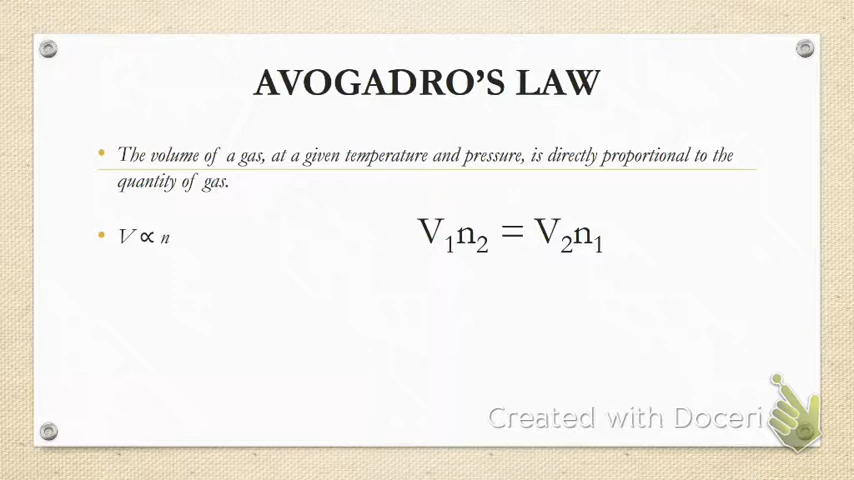 AVOGADRO’S LAW
• The volume of a gas, at a given temperature and pressure, is directly proportional to the
quantity of gas.
• V ∝ n
V₁n₂ = V₂n₁
Created with Doceri